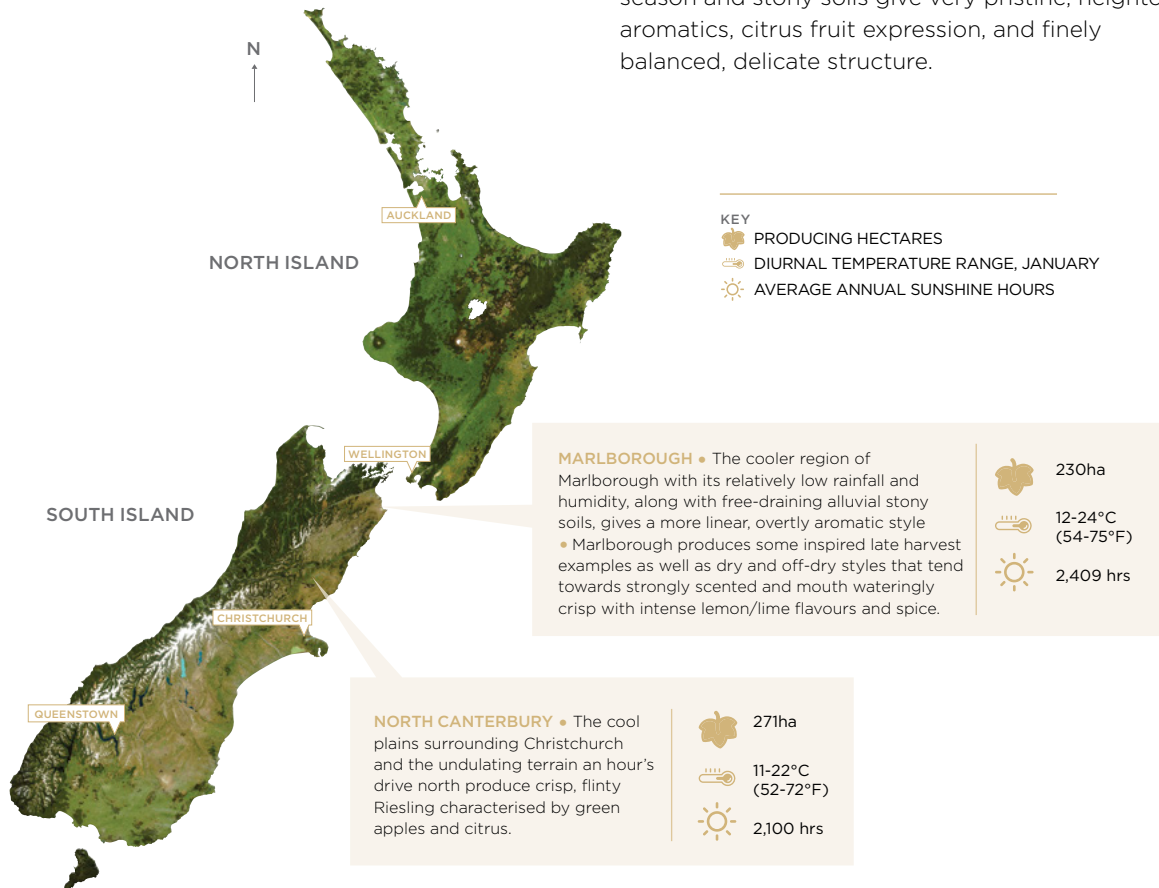 season and stony soils give very pristine,
aromatics, citrus fruit expression, and finely
balanced, delicate structure.
N
AUCKLAND
NORTH ISLAND
KEY
PRODUCING HECTARES
DIURNAL TEMPERATURE RANGE, JANUARY
AVERAGE ANNUAL SUNSHINE HOURS
WELLINGTON
SOUTH ISLAND
MARLBOROUGH • The cooler region of
Marlborough with its relatively low rainfall and
humidity, along with free-draining alluvial stony
soils, gives a more linear, overtly aromatic style
• Marlborough produces some inspired late harvest
examples as well as dry and off-dry styles that tend
towards strongly scented and mouth wateringly
crisp with intense lemon/lime flavours and spice.
230ha
12-24°C
(54-75°F)
2,409 hrs
CHRISTCHURCH
QUEENSTOWN
NORTH CANTERBURY • The cool
plains surrounding Christchurch
and the undulating terrain an hour's
drive north produce crisp, flinty
Riesling characterised by green
apples and citrus.
271ha
11-22°C
(52-72°F)
2,100 hrs